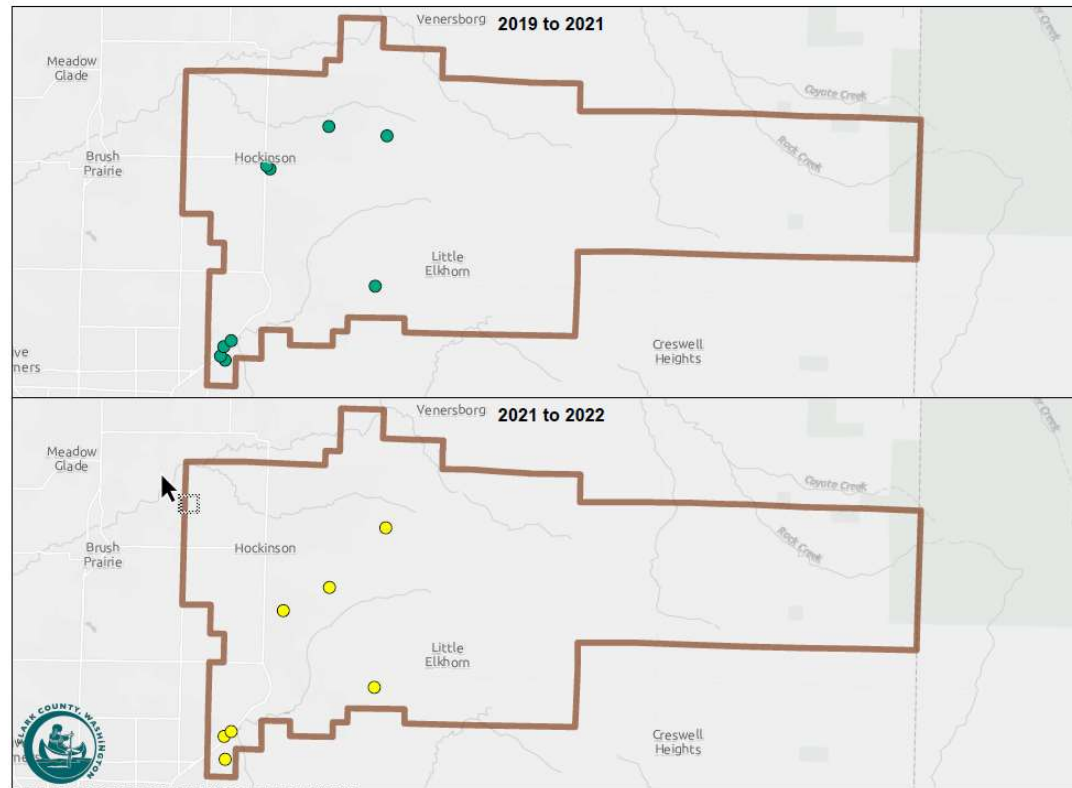 Venersborg
2019 to 2021
Meadow
Glade
Coyote Creek
Brush
Prairie
Hockinson
Rock Creek
Little
Elkhorn
Creswell
Heights
ners
Venersborg
2021 to 2022
Meadow
Glade
Coyote Creek
Brush
Prairie
Hockinson
Rock Creek
Little
Elkhorn
Creswell
Heights
CLARK COUNTY, WASHINGTON